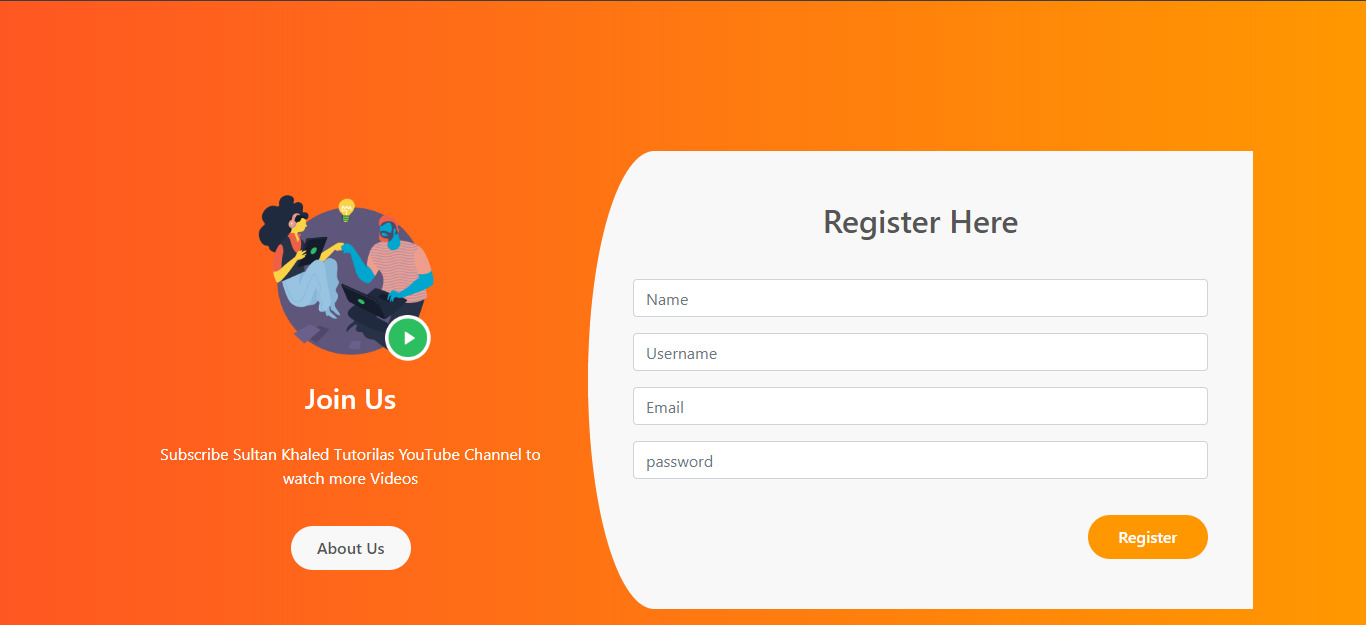 Register Here
Name
Username
Email
password
Register
Join Us
Subscribe Sultan Khaled Tutorilas YouTube Channel to
watch more Videos
About Us